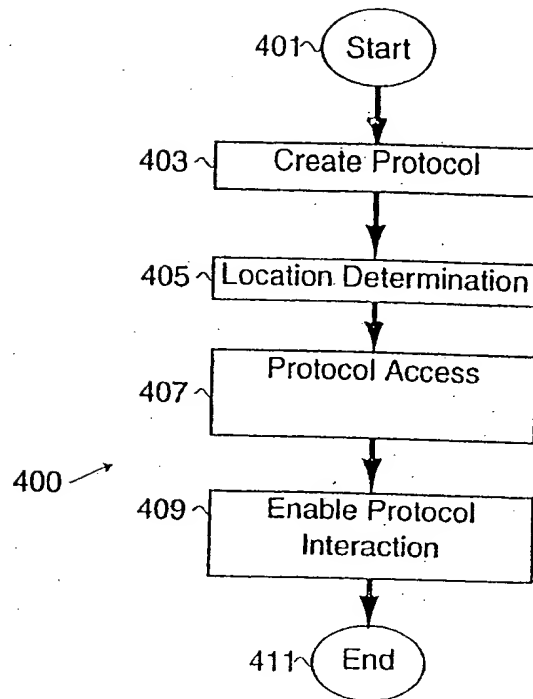 401 Start
403 Create Protocol
405 Location Determination
407 Protocol Access
400
409 Enable Protocol
Interaction
411 End